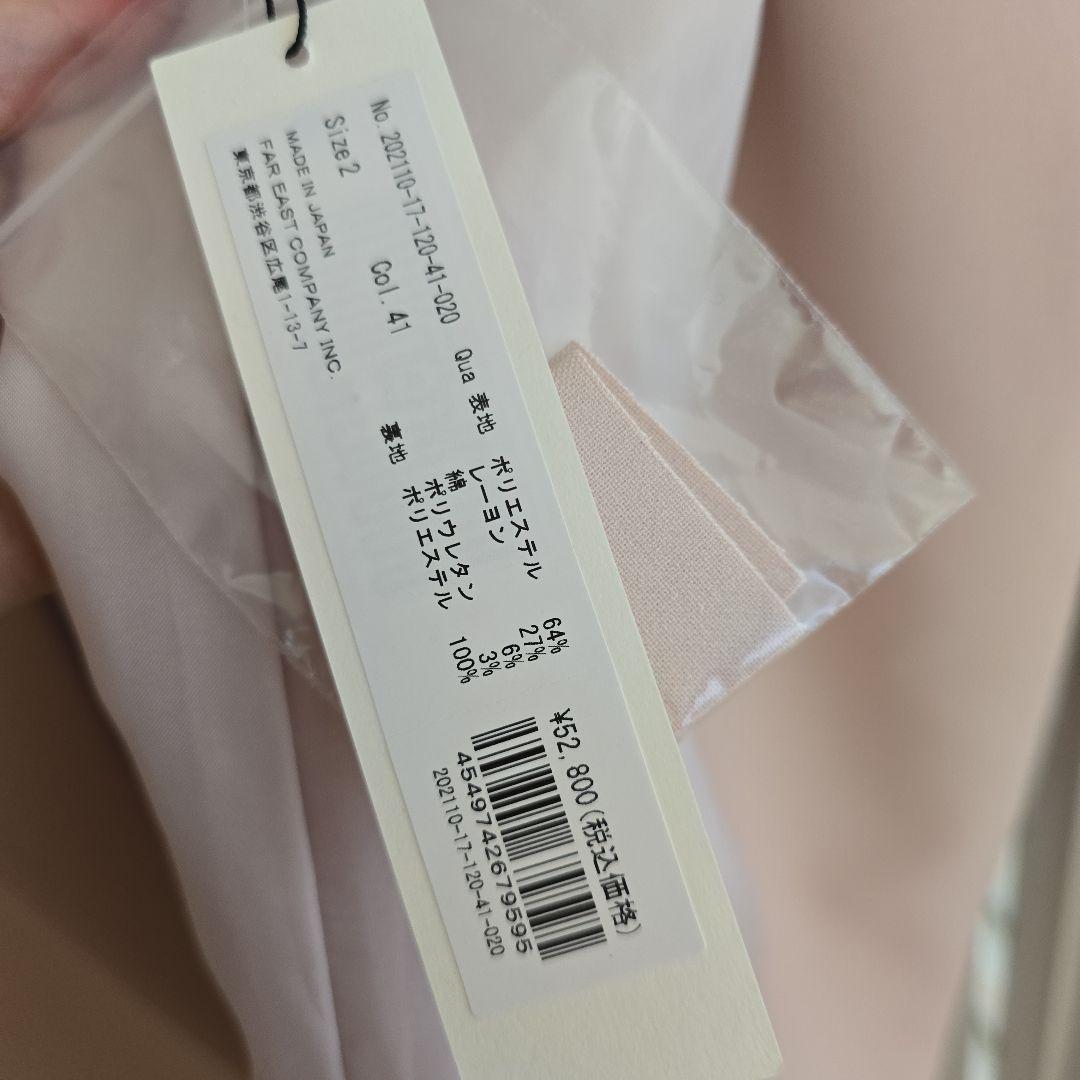 No. 202110-17-120-41-020
Size2 Col. 41
MADE IN JAPAN
FAR EAST COMPANY INC.
東京都渋谷区広尾1-13-7
Qua 表地 ポリエステル 64%
レーヨン 27%
綿 6%
ポリウレタン 3%
裏地 ポリエステル 100%
¥52,800(税込価格)
4549742679595
202110-17-120-41-020